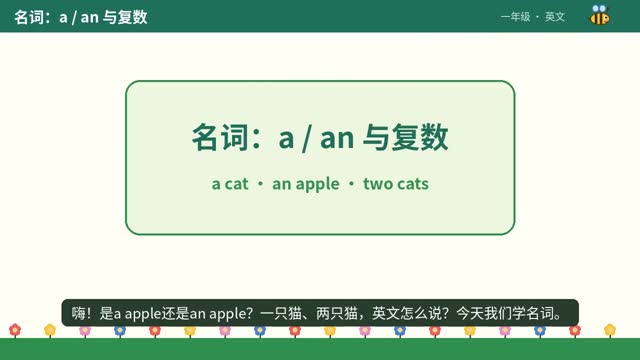 名词：a / an 与复数
一年级 · 英文
名词：a / an 与复数
a cat · an apple · two cats
嗨！是a apple还是an apple？一只猫、两只猫，英文怎么说？今天我们学名词。